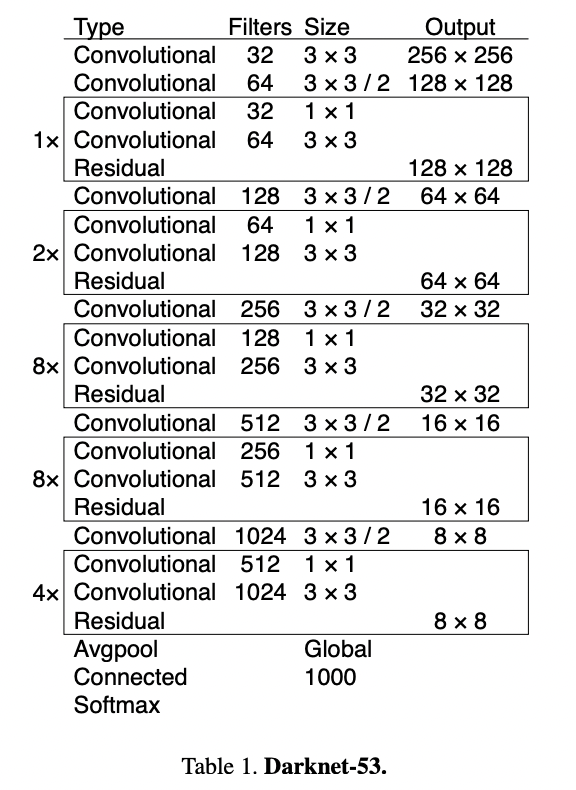 Type Filters Size Output
Convolutional 32 3 × 3 256 × 256
Convolutional 64 3 × 3 / 2 128 × 128
Convolutional 32 1 × 1
1× Convolutional 64 3 × 3
Residual 128 × 128
Convolutional 128 3 × 3 / 2 64 × 64
Convolutional 64 1 × 1
2× Convolutional 128 3 × 3
Residual 64 × 64
Convolutional 256 3 × 3 / 2 32 × 32
Convolutional 128 1 × 1
8× Convolutional 256 3 × 3
Residual 32 × 32
Convolutional 512 3 × 3 / 2 16 × 16
Convolutional 256 1 × 1
8× Convolutional 512 3 × 3
Residual 16 × 16
Convolutional 1024 3 × 3 / 2 8 × 8
Convolutional 512 1 × 1
4× Convolutional 1024 3 × 3
Residual 8 × 8
Avgpool Global
Connected 1000
Softmax
Table 1. Darknet-53.